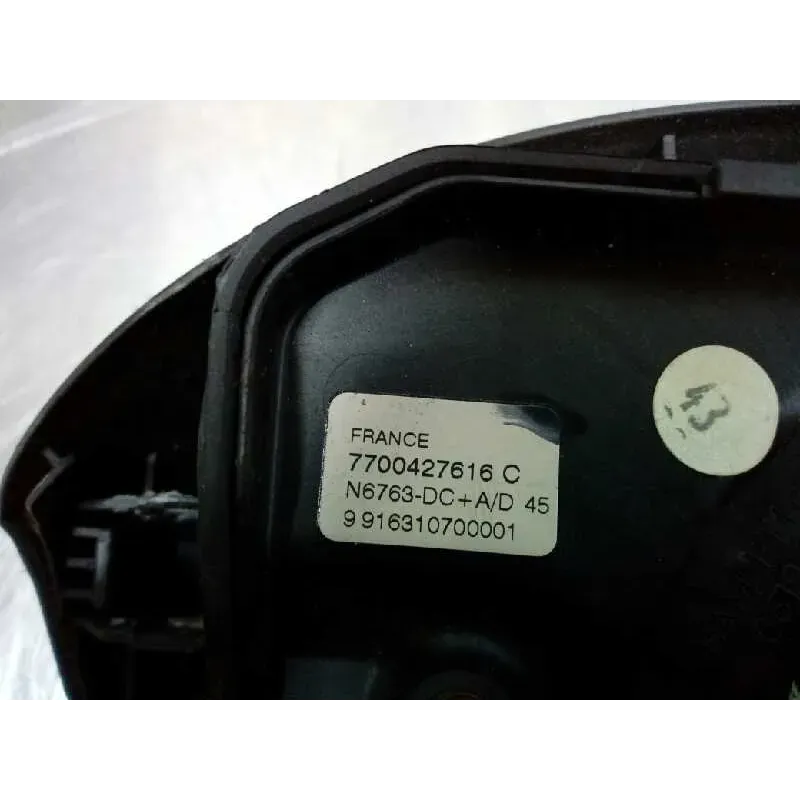 FRANCE
7700427616 C
N6763-DC+A/D 45
9 916310700001
43